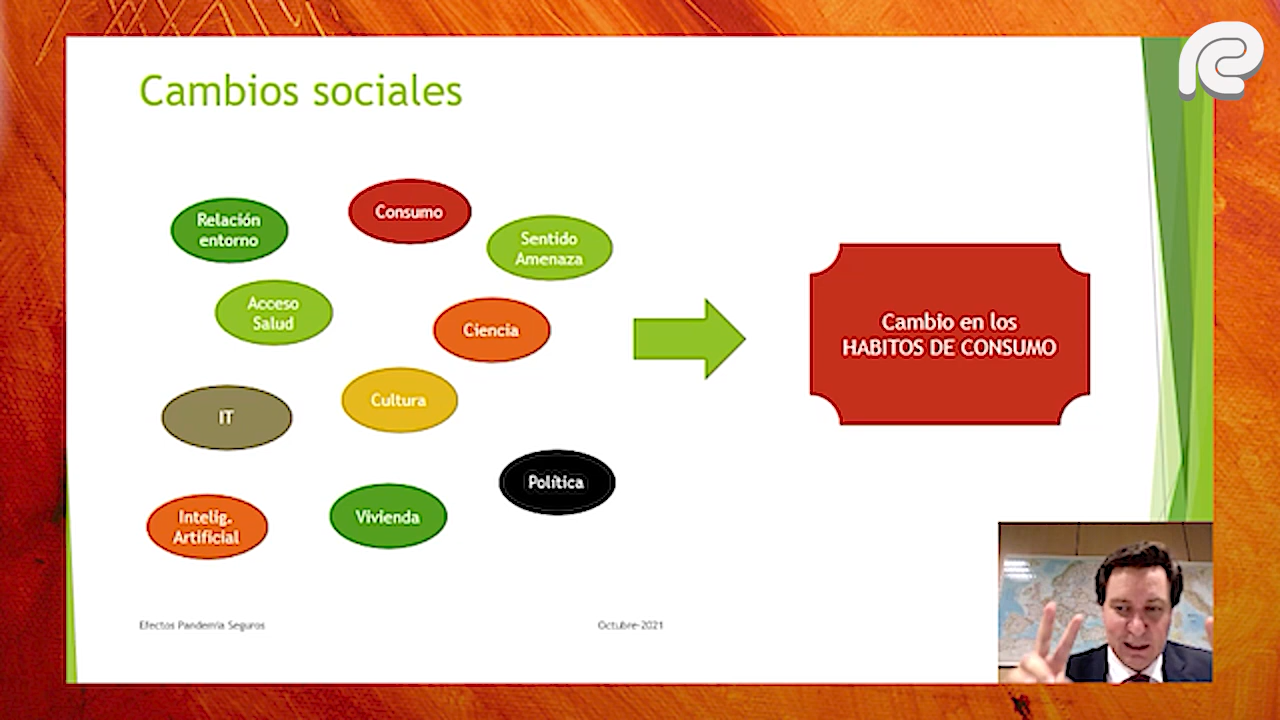 Cambios sociales
Relación
entorno
Consumo
Sentido
Amenaza
Acceso
Salud
Ciencia
IT
Cultura
Política
Intelig.
Artificial
Vivienda
Cambio en los
HABITOS DE CONSUMO
Efectos Pandemia Seguros
Octubre-2021